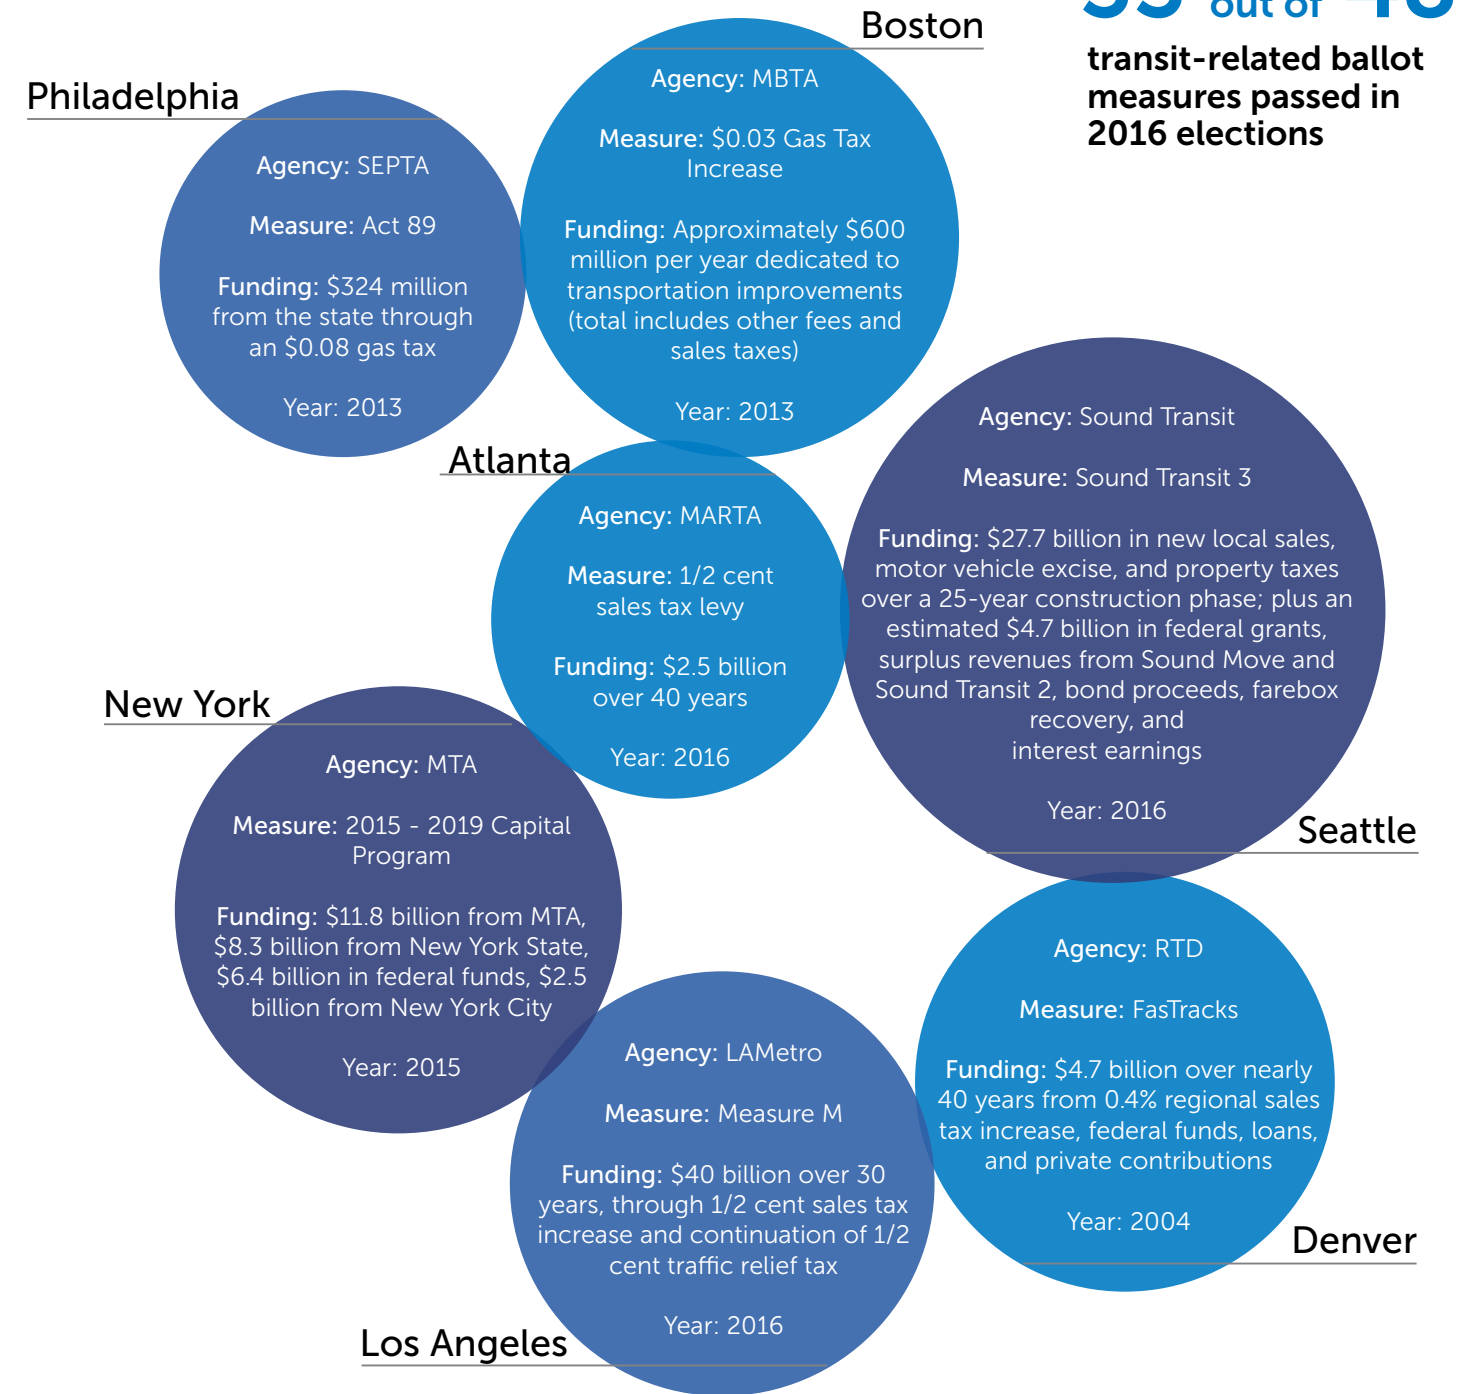 out of
transit-related ballot
measures passed in
2016 elections
Boston
Agency: MBTA
Measure: $0.03 Gas Tax
Increase
Funding: Approximately $600
million per year dedicated to
transportation improvements
(total includes other fees and
sales taxes)
Year: 2013
Philadelphia
Agency: SEPTA
Measure: Act 89
Funding: $324 million
from the state through
an $0.08 gas tax
Year: 2013
Atlanta
Agency: MARTA
Measure: 1/2 cent
sales tax levy
Funding: $2.5 billion
over 40 years
Year: 2016
Agency: Sound Transit
Measure: Sound Transit 3
Funding: $27.7 billion in new local sales,
motor vehicle excise, and property taxes
over a 25-year construction phase; plus an
estimated $4.7 billion in federal grants,
surplus revenues from Sound Move and
Sound Transit 2, bond proceeds, farebox
recovery, and
interest earnings
Year: 2016
Seattle
New York
Agency: MTA
Measure: 2015 - 2019 Capital
Program
Funding: $11.8 billion from MTA,
$8.3 billion from New York State,
$6.4 billion in federal funds, $2.5
billion from New York City
Year: 2015
Agency: RTD
Measure: FasTracks
Funding: $4.7 billion over nearly
40 years from 0.4% regional sales
tax increase, federal funds, loans,
and private contributions
Year: 2004
Denver
Agency: LAMetro
Measure: Measure M
Funding: $40 billion over 30
years, through 1/2 cent sales tax
increase and continuation of 1/2
cent traffic relief tax
Year: 2016
Los Angeles